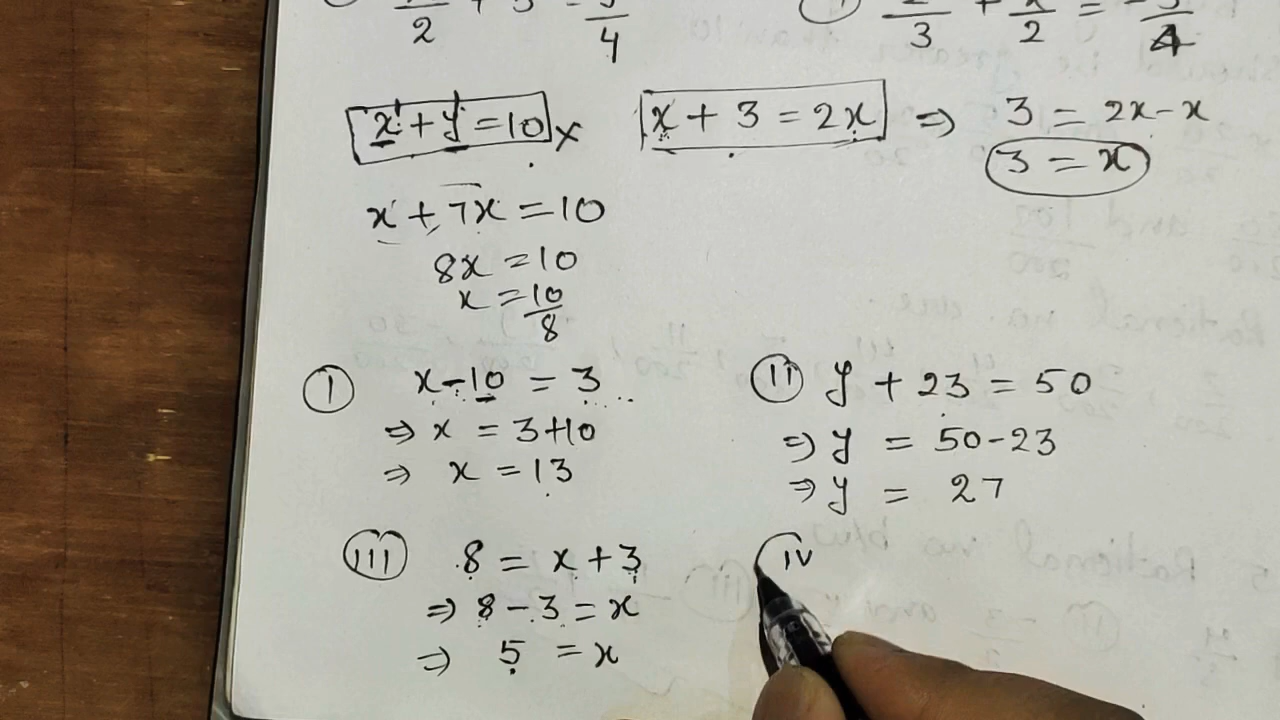 x + y = 10 x
x + 3 = 2x ⇒ 3 = 2x - x
3 = x
x + 7x = 10
8x = 10
x = 10/8
(I) x - 10 = 3
⇒ x = 3+10
⇒ x = 13
(II) y + 23 = 50
⇒ y = 50 - 23
⇒ y = 27
(III) 8 = x + 3
⇒ 8 - 3 = x
⇒ 5 = x
(IV)